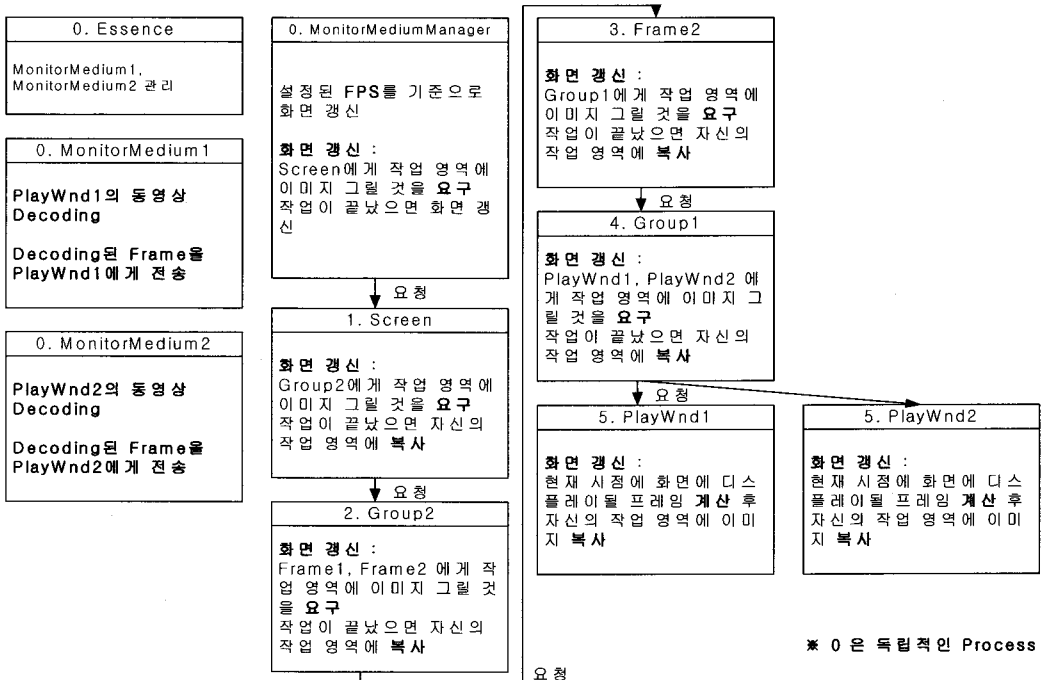 0. Essence
MonitorMedium1,
MonitorMedium2 관리
0. MonitorMedium1
PlayWnd1의 동영상
Decoding
Decoding된 Frame을
PlayWnd1에게 전송
0. MonitorMedium2
PlayWnd2의 동영상
Decoding
Decoding된 Frame을
PlayWnd2에게 전송
0. MonitorMediumManager
설정된 FPS를 기준으로
화면 갱신
화면 갱신 :
Screen에게 작업 영역에
이미지 그릴 것을 요구
작업이 끝났으면 화면 갱
신
요청
1. Screen
화면 갱신 :
Group2에게 작업 영역에
이미지 그릴 것을 요구
작업이 끝났으면 자신의
작업 영역에 복사
요청
2. Group2
화면 갱신 :
Frame1, Frame2 에게 작
업 영역에 이미지 그릴 것
을 요구
작업이 끝났으면 자신의
작업 영역에 복사
요청
3. Frame2
화면 갱신 :
Group1에게 작업 영역에
이미지 그릴 것을 요구
작업이 끝났으면 자신의
작업 영역에 복사
요청
4. Group1
화면 갱신 :
PlayWnd1, PlayWnd2 에
게 작업 영역에 이미지 그
릴 것을 요구
작업이 끝났으면 자신의
작업 영역에 복사
요청
5. PlayWnd1
화면 갱신 :
현재 시점에 화면에 디스
플레이될 프레임 계산 후
자신의 작업 영역에 이미
지 복사
5. PlayWnd2
화면 갱신 :
현재 시점에 화면에 디스
플레이될 프레임 계산 후
자신의 작업 영역에 이미
지 복사
※ 0 은 독립적인 Process